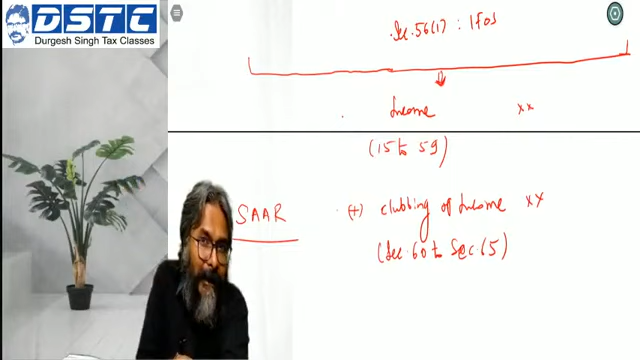 DSTC
Durgesh Singh Tax Classes
Sec. 56(1) : IFOS
Income xx
(15 to 59)
SAAR
(+) clubbing of Income xx
(Sec. 60 to Sec. 65)